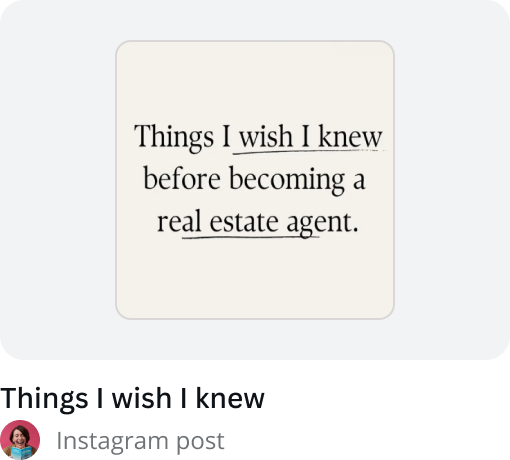 Things I wish I knew
before becoming a
real estate agent.
Things I wish I knew
Instagram post